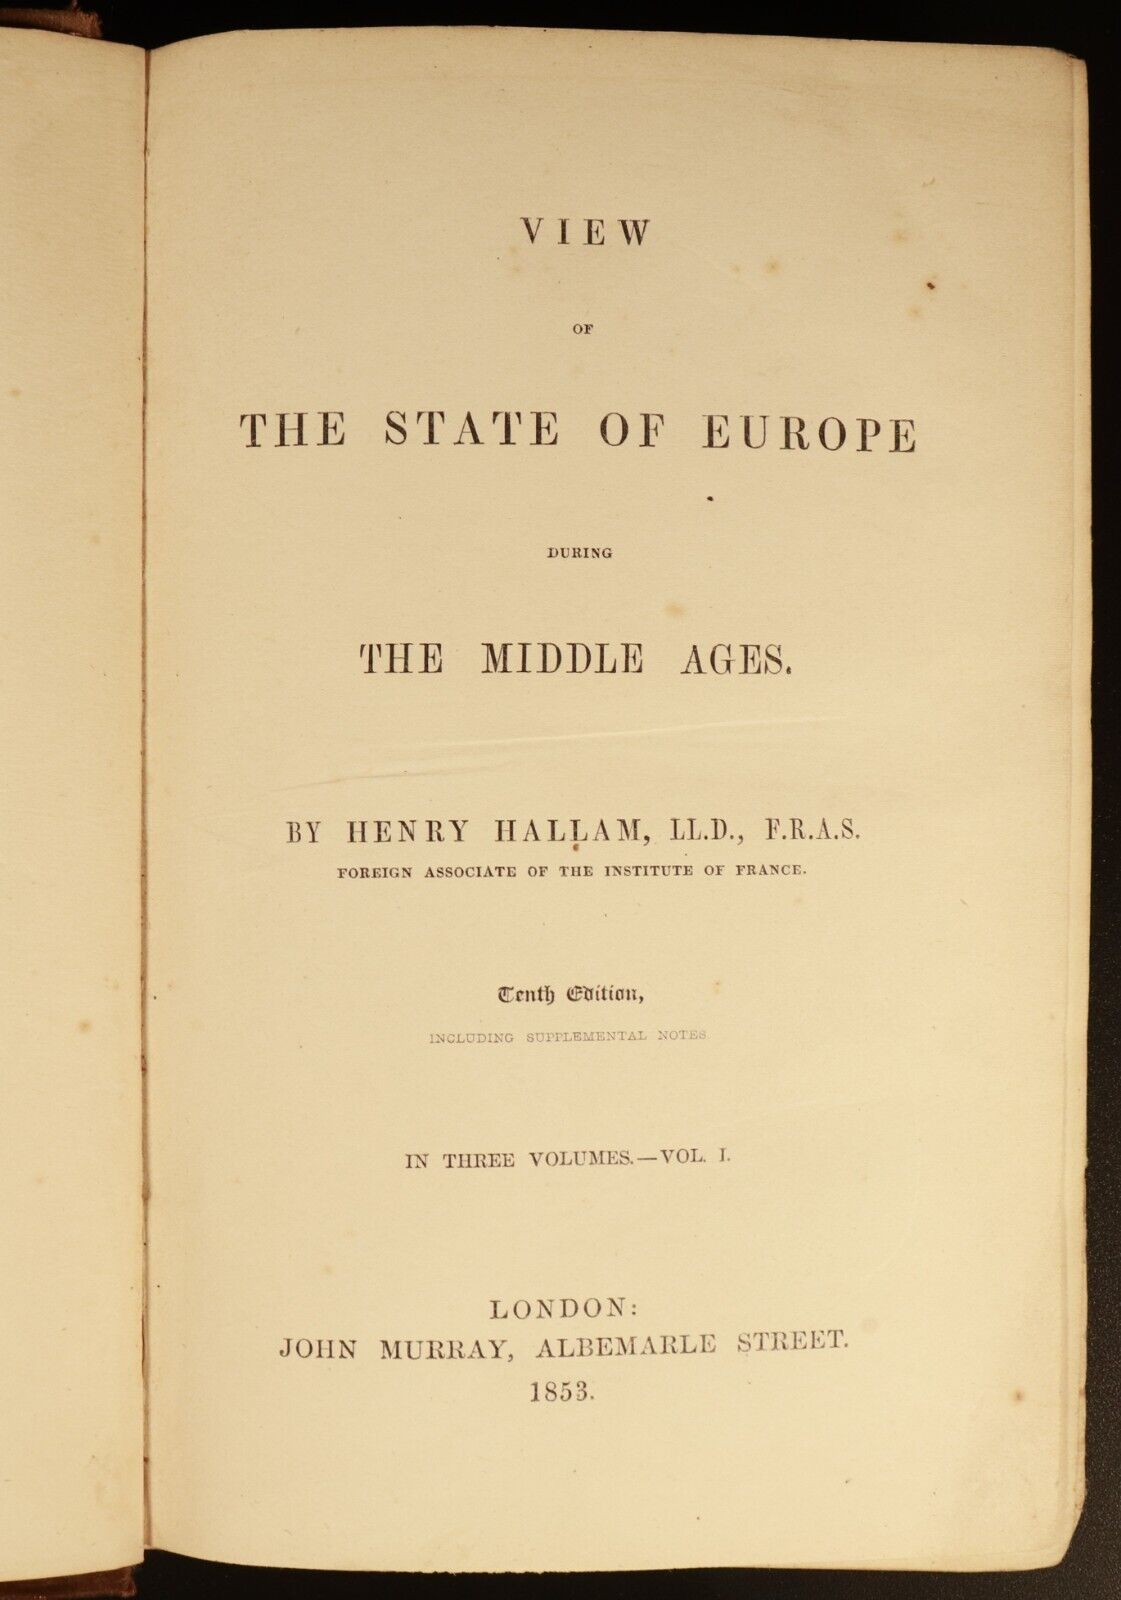 VIEW
OF
THE STATE OF EUROPE
DURING
THE MIDDLE AGES.
BY HENRY HALLAM, LL.D., F.R.A.S.
FOREIGN ASSOCIATE OF THE INSTITUTE OF FRANCE.
Tenth Edition,
INCLUDING SUPPLEMENTAL NOTES
IN THREE VOLUMES.—VOL. I.
LONDON:
JOHN MURRAY, ALBEMARLE STREET.
1853.